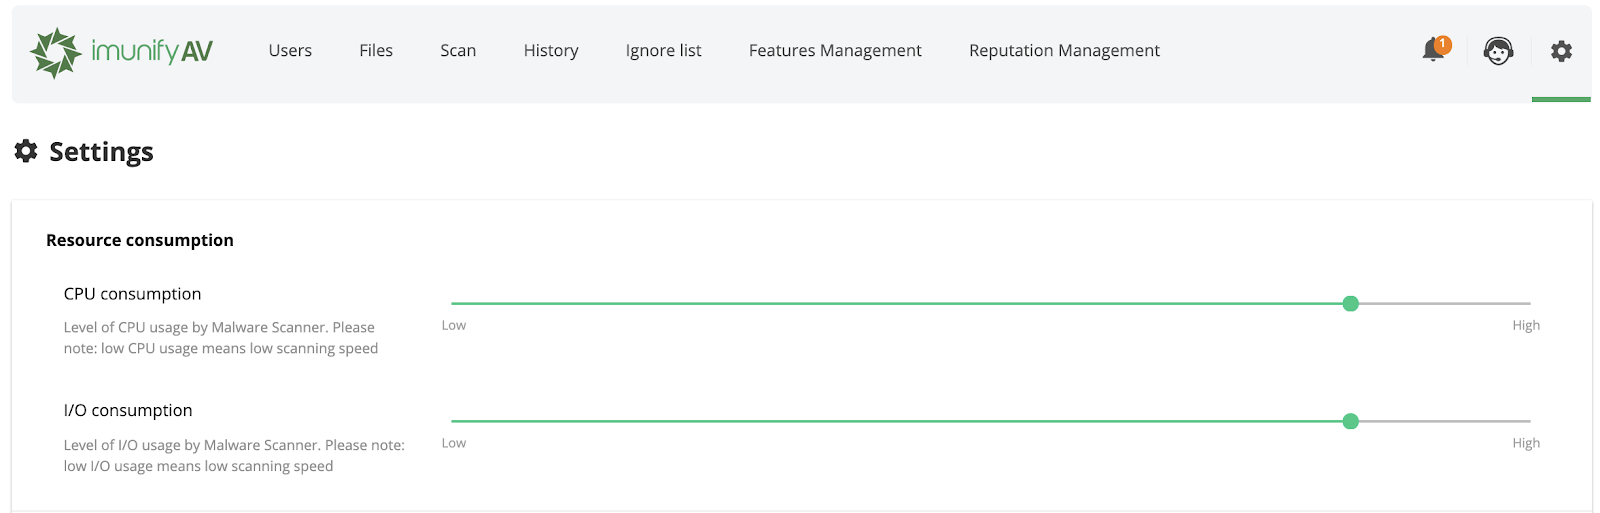 imunify AV Users Files Scan History Ignore list Features Management Reputation Management 1
Settings
Resource consumption
CPU consumption
Level of CPU usage by Malware Scanner. Please
note: low CPU usage means low scanning speed
Low High
I/O consumption
Level of I/O usage by Malware Scanner. Please note:
low I/O usage means low scanning speed
Low High